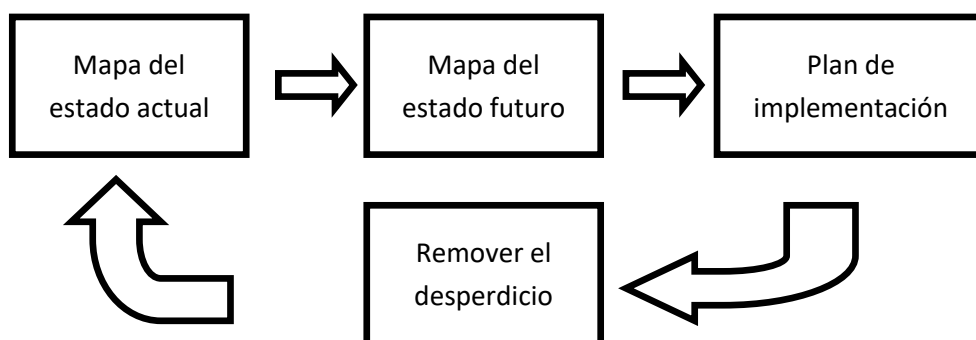 Mapa del
estado actual
Mapa del
estado futuro
Plan de
implementación
Remover el
desperdicio